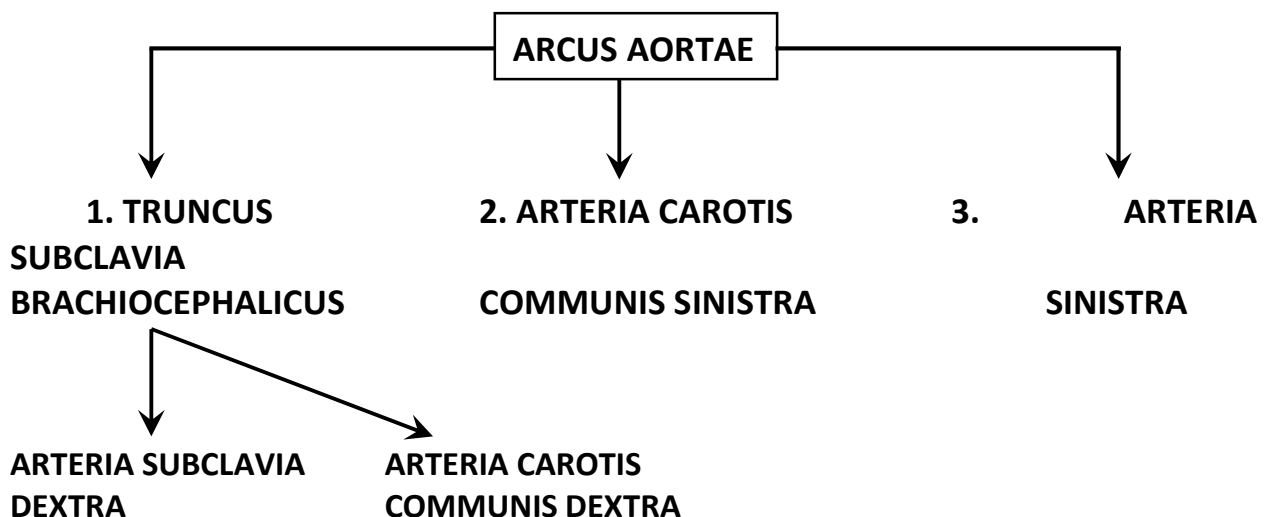 ARCUS AORTAE
1. TRUNCUS 2. ARTERIA CAROTIS 3. ARTERIA
SUBCLAVIA
BRACHIOCEPHALICUS COMMUNIS SINISTRA SINISTRA
ARTERIA SUBCLAVIA ARTERIA CAROTIS
DEXTRA COMMUNIS DEXTRA